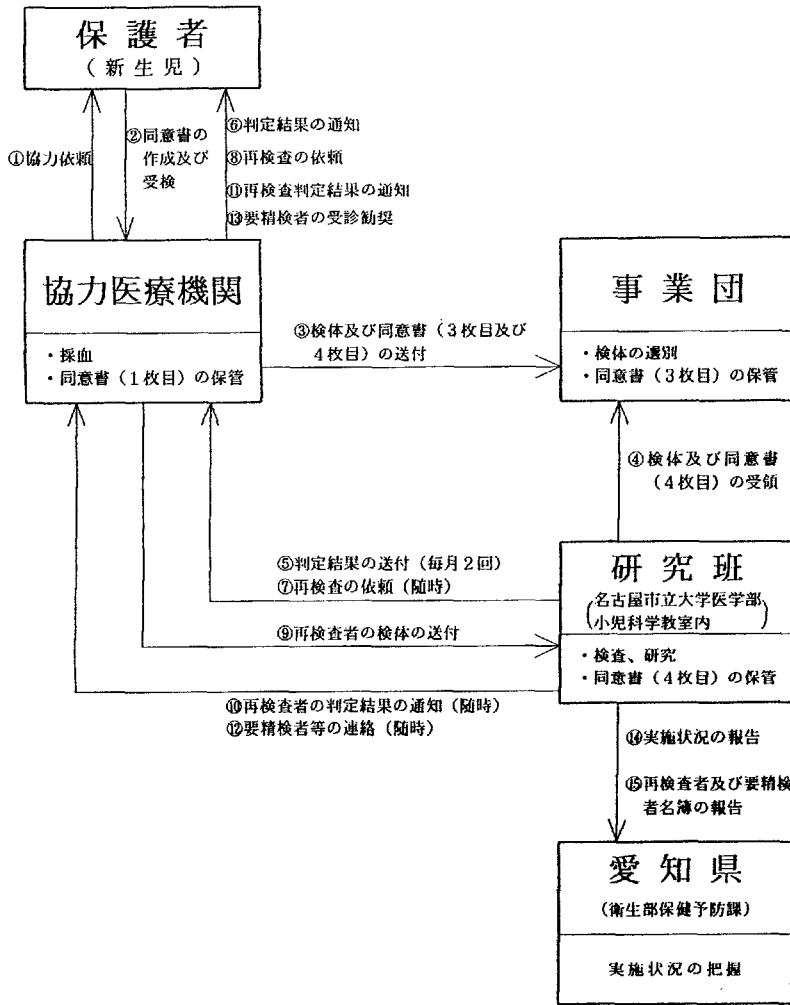 保護者
（新生児）
①協力依頼
②同意書の
作成及び
受検
⑥判定結果の通知
⑧再検査の依頼
⑪再検査判定結果の通知
⑬要精検者の受診勧奨
協力医療機関
・採血
・同意書（1枚目）の保管
③検体及び同意書（3枚目及び
4枚目）の送付
事業団
・検体の選別
・同意書（3枚目）の保管
④検体及び同意書
（4枚目）の受領
⑤判定結果の送付（毎月2回）
⑦再検査の依頼（随時）
⑨再検査者の検体の送付
研究班
（名古屋市立大学医学部
小児科学教室内）
・検査、研究
・同意書（4枚目）の保管
⑩再検査者の判定結果の通知（随時）
⑫要精検者等の連絡（随時）
⑭実施状況の報告
⑮再検査者及び要精検
者名簿の報告
愛知県
（衛生部保健予防課）
実施状況の把握